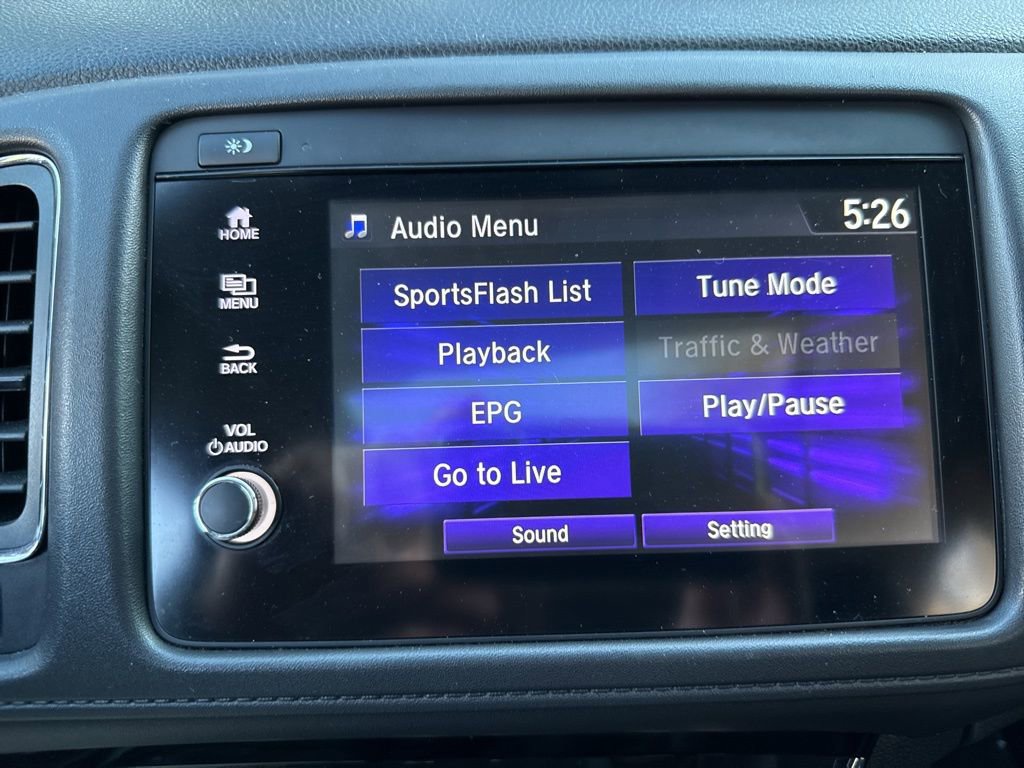 HOME
MENU
BACK
VOL
AUDIO
Audio Menu
5:26
SportsFlash List
Tune Mode
Playback
Traffic & Weather
EPG
Play/Pause
Go to Live
Sound
Setting